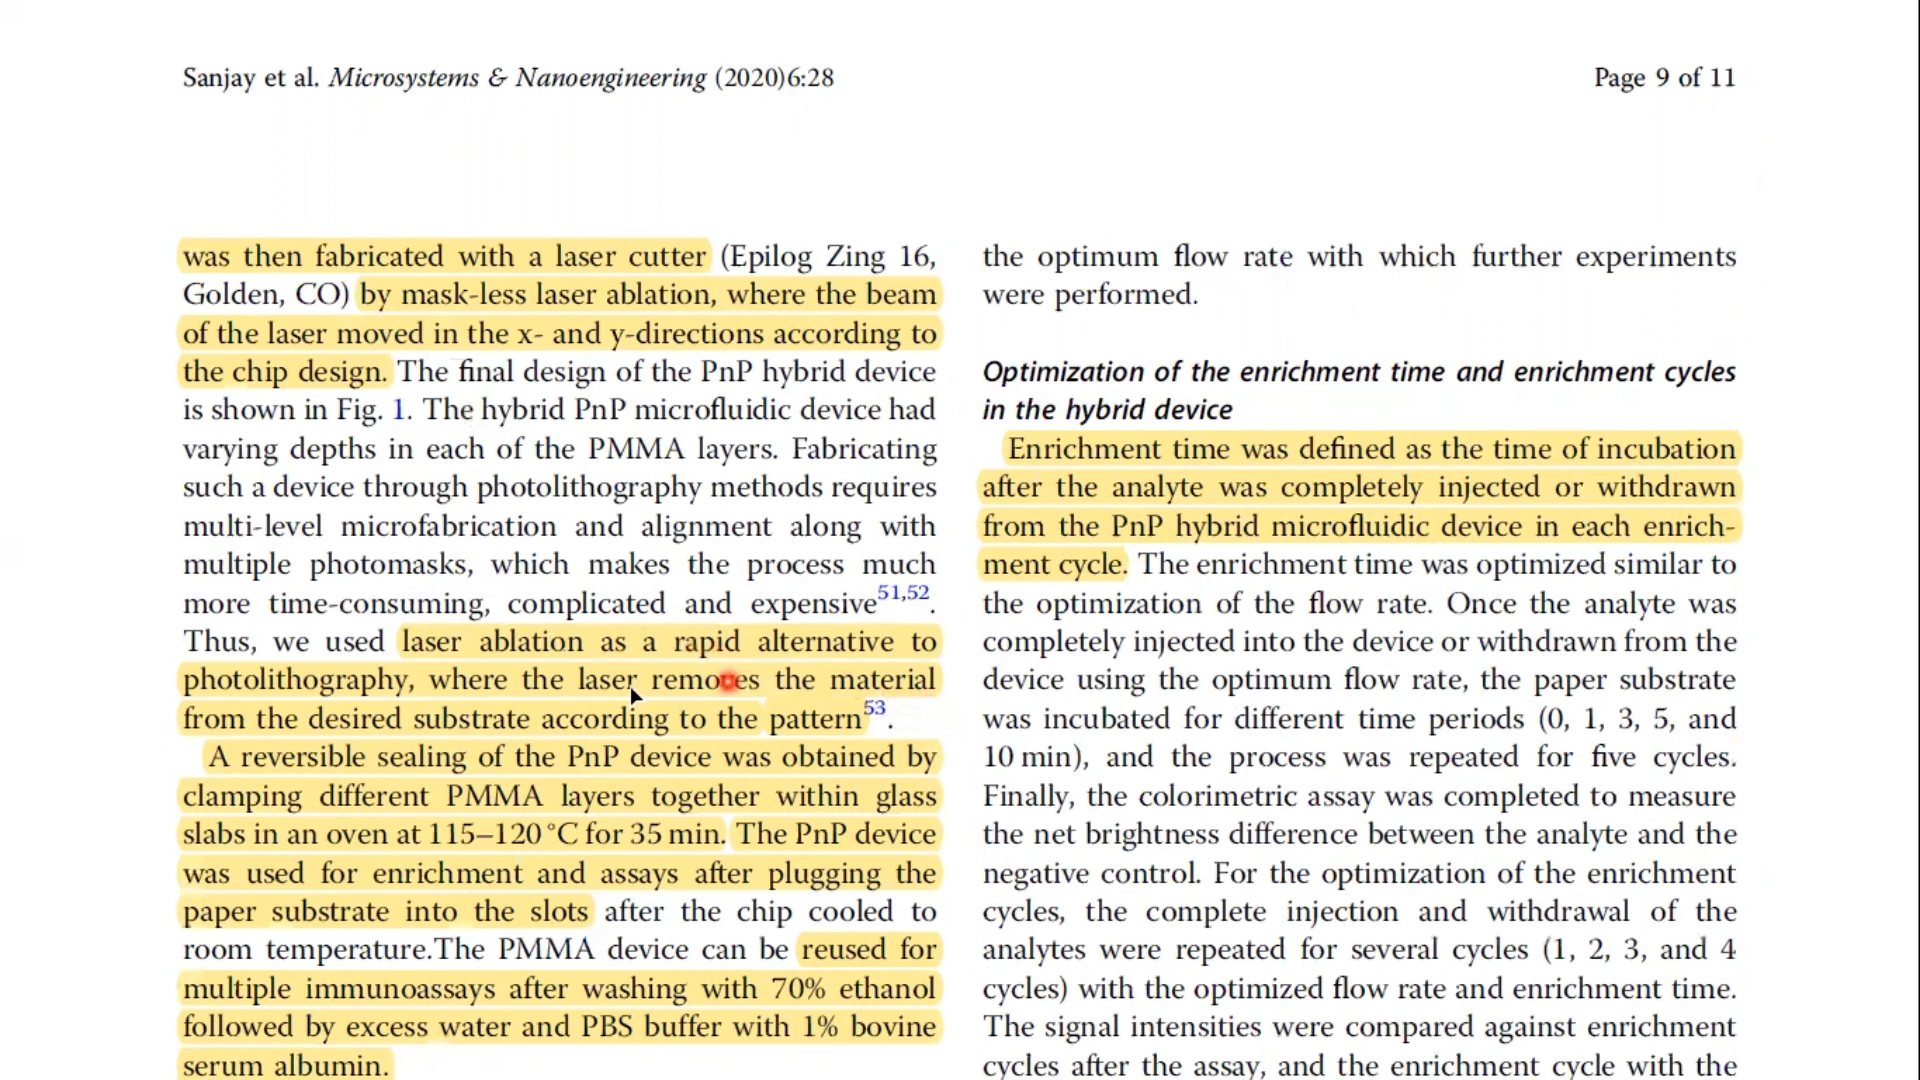 Sanjay et al. Microsystems & Nanoengineering (2020)6:28
Page 9 of 11
was then fabricated with a laser cutter (Epilog Zing 16,
Golden, CO) by mask-less laser ablation, where the beam
of the laser moved in the x- and y-directions according to
the chip design. The final design of the PnP hybrid device
is shown in Fig. 1. The hybrid PnP microfluidic device had
varying depths in each of the PMMA layers. Fabricating
such a device through photolithography methods requires
multi-level microfabrication and alignment along with
multiple photomasks, which makes the process much
more time-consuming, complicated and expensive51,52.
Thus, we used laser ablation as a rapid alternative to
photolithography, where the laser removes the material
from the desired substrate according to the pattern53.
A reversible sealing of the PnP device was obtained by
clamping different PMMA layers together within glass
slabs in an oven at 115–120 °C for 35 min. The PnP device
was used for enrichment and assays after plugging the
paper substrate into the slots after the chip cooled to
room temperature.The PMMA device can be reused for
multiple immunoassays after washing with 70% ethanol
followed by excess water and PBS buffer with 1% bovine
serum albumin.
the optimum flow rate with which further experiments
were performed.
Optimization of the enrichment time and enrichment cycles
in the hybrid device
Enrichment time was defined as the time of incubation
after the analyte was completely injected or withdrawn
from the PnP hybrid microfluidic device in each enrich-
ment cycle. The enrichment time was optimized similar to
the optimization of the flow rate. Once the analyte was
completely injected into the device or withdrawn from the
device using the optimum flow rate, the paper substrate
was incubated for different time periods (0, 1, 3, 5, and
10 min), and the process was repeated for five cycles.
Finally, the colorimetric assay was completed to measure
the net brightness difference between the analyte and the
negative control. For the optimization of the enrichment
cycles, the complete injection and withdrawal of the
analytes were repeated for several cycles (1, 2, 3, and 4
cycles) with the optimized flow rate and enrichment time.
The signal intensities were compared against enrichment
cycles after the assay, and the enrichment cycle with the